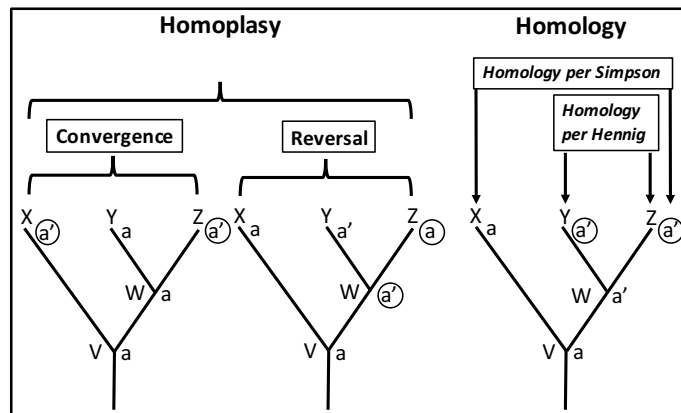 Homoplasy
Homology
Homology per Simpson
Homology
per Hennig
Convergence
Reversal
X a'
Y a
Z a'
W a
V a
X a
Y a'
Z a
W a'
V a
X a
Y a'
Z a'
W a'
V a